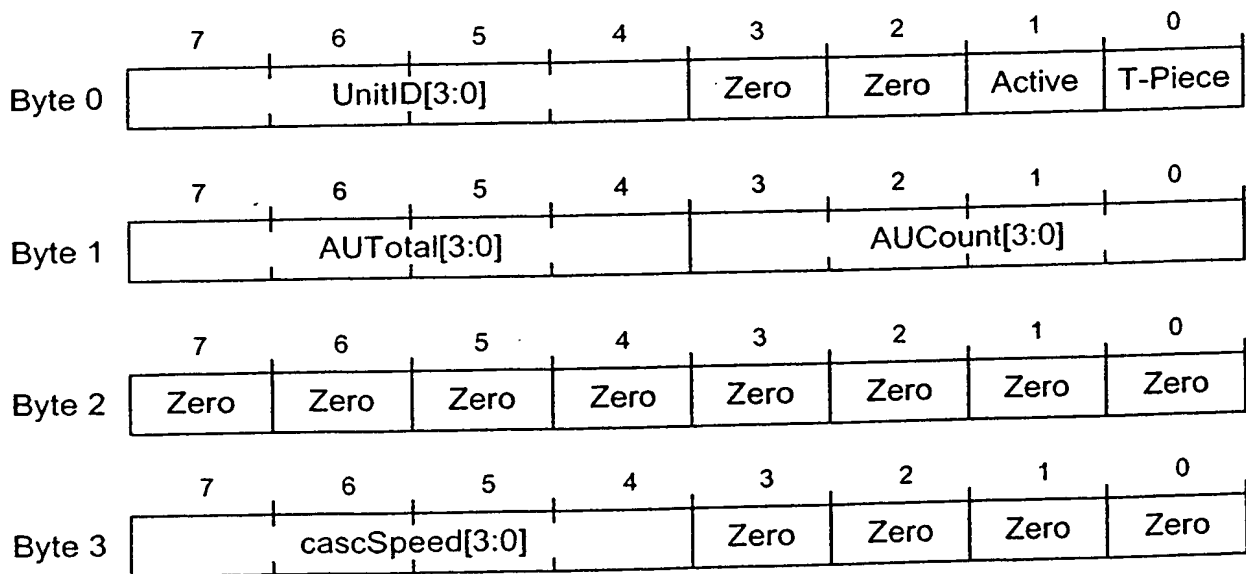 7 6 5 4 3 2 1 0
Byte 0 UnitID[3:0] Zero Zero Active T-Piece
7 6 5 4 3 2 1 0
Byte 1 AUTotal[3:0] AUCount[3:0]
7 6 5 4 3 2 1 0
Byte 2 Zero Zero Zero Zero Zero Zero Zero Zero
7 6 5 4 3 2 1 0
Byte 3 cascSpeed[3:0] Zero Zero Zero Zero